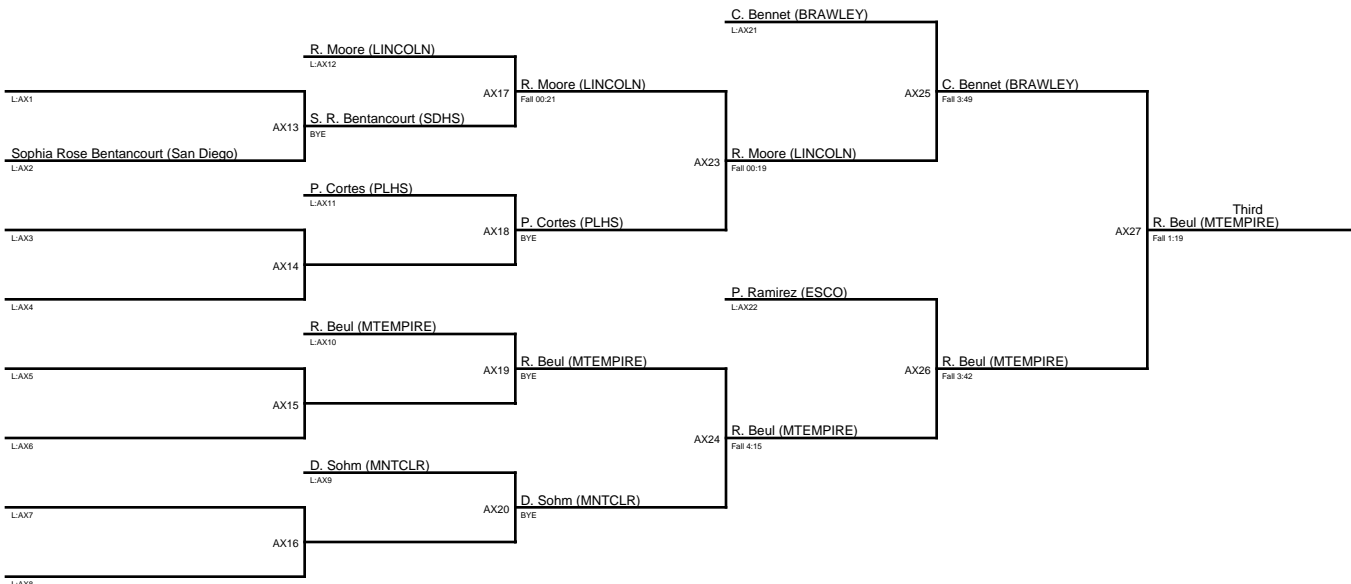 C. Bennet (BRAWLEY)
L:AX21
R. Moore (LINCOLN)
L:AX12
L:AX1
AX17
R. Moore (LINCOLN)
Fall 00:21
AX25
C. Bennet (BRAWLEY)
Fall 3:49
AX13
S. R. Bentancourt (SDHS)
BYE
Sophia Rose Bentancourt (San Diego)
L:AX2
AX23
R. Moore (LINCOLN)
Fall 00:19
P. Cortes (PLHS)
L:AX11
L:AX3
AX18
P. Cortes (PLHS)
BYE
AX27
Third
R. Beul (MTEMPIRE)
Fall 1:19
AX14
L:AX4
P. Ramirez (ESCO)
L:AX22
R. Beul (MTEMPIRE)
L:AX10
L:AX5
AX19
R. Beul (MTEMPIRE)
BYE
AX26
R. Beul (MTEMPIRE)
Fall 3:42
AX15
L:AX6
AX24
R. Beul (MTEMPIRE)
Fall 4:15
D. Sohm (MNTCLR)
L:AX9
L:AX7
AX20
D. Sohm (MNTCLR)
BYE
AX16
L:AX8